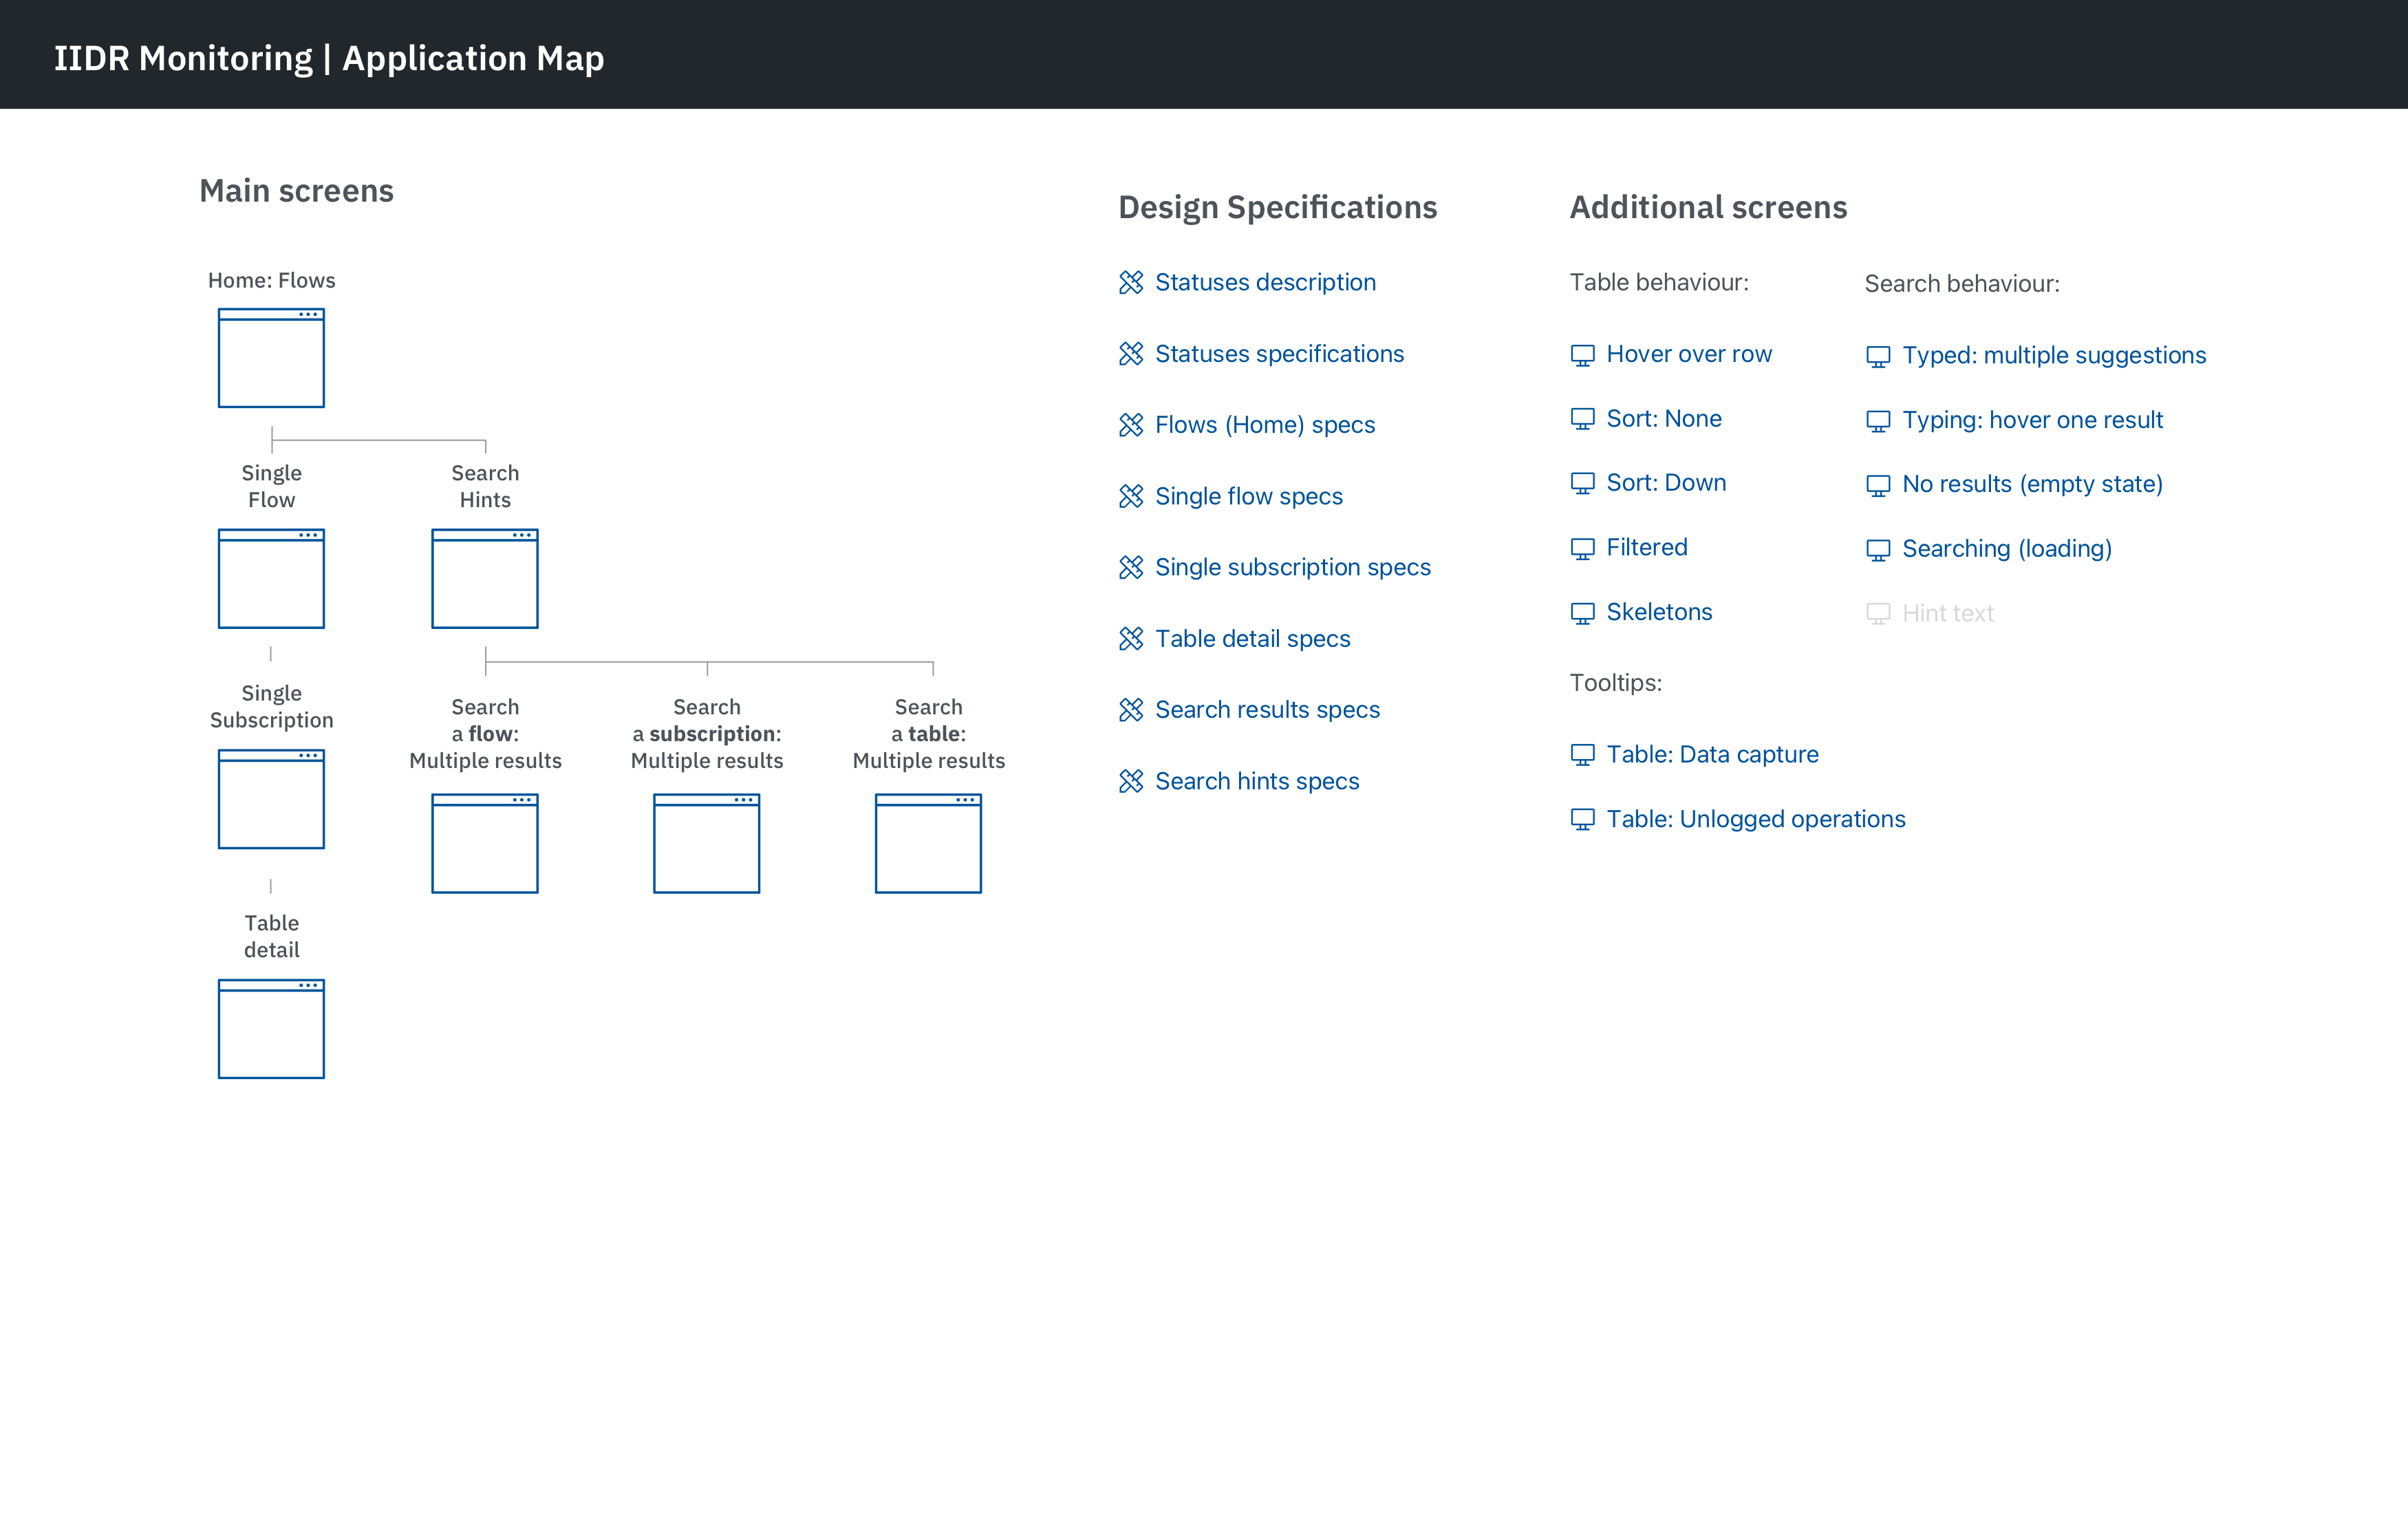 IIDR Monitoring | Application Map
Main screens
Home: Flows
Single
Flow
Search
Hints
Single
Subscription
Search
a flow:
Multiple results
Search
a subscription:
Multiple results
Search
a table:
Multiple results
Table
detail
Design Specifications
Statuses description
Statuses specifications
Flows (Home) specs
Single flow specs
Single subscription specs
Table detail specs
Search results specs
Search hints specs
Additional screens
Table behaviour:
Hover over row
Sort: None
Sort: Down
Filtered
Skeletons
Tooltips:
Table: Data capture
Table: Unlogged operations
Search behaviour:
Typed: multiple suggestions
Typing: hover one result
No results (empty state)
Searching (loading)
Hint text